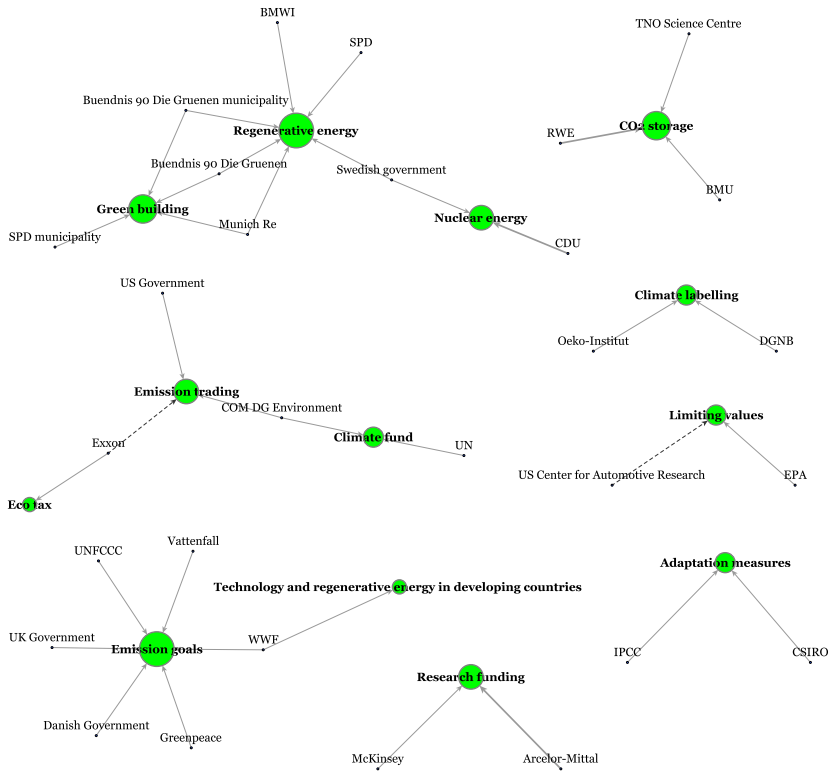 BMWI
TNO Science Centre
SPD
Buendnis 90 Die Gruenen municipality
Regenerative energy
CO2 storage
RWE
Buendnis 90 Die Gruenen
Swedish government
BMU
Green building
Munich Re
Nuclear energy
SPD municipality
CDU
US Government
Climate labelling
Oeko-Institut
DGNB
Emission trading
COM DG Environment
Limiting values
Climate fund
Exxon
UN
US Center for Automotive Research
EPA
Eco tax
Vattenfall
UNFCCC
Adaptation measures
Technology and regenerative energy in developing countries
UK Government
WWF
Emission goals
IPCC
CSIRO
Research funding
Danish Government
Greenpeace
McKinsey
Arcelor-Mittal